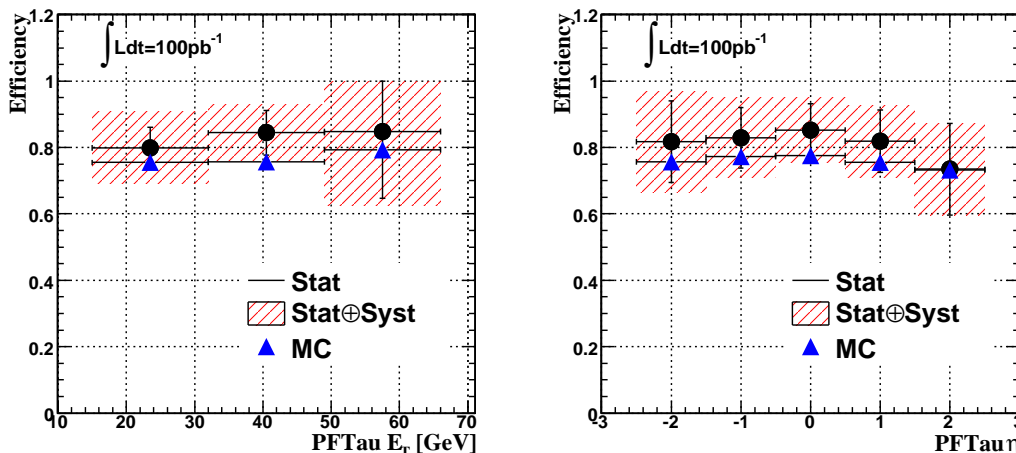 Efficiency
1.2
1
0.8
0.6
0.4
0.2
0
∫Ldt=100pb⁻¹
Stat
Stat⊕Syst
MC
10 20 30 40 50 60 70
PFTau E_T [GeV]
Efficiency
1.2
1
0.8
0.6
0.4
0.2
0
∫Ldt=100pb⁻¹
Stat
Stat⊕Syst
MC
-3 -2 -1 0 1 2 3
PFTau η